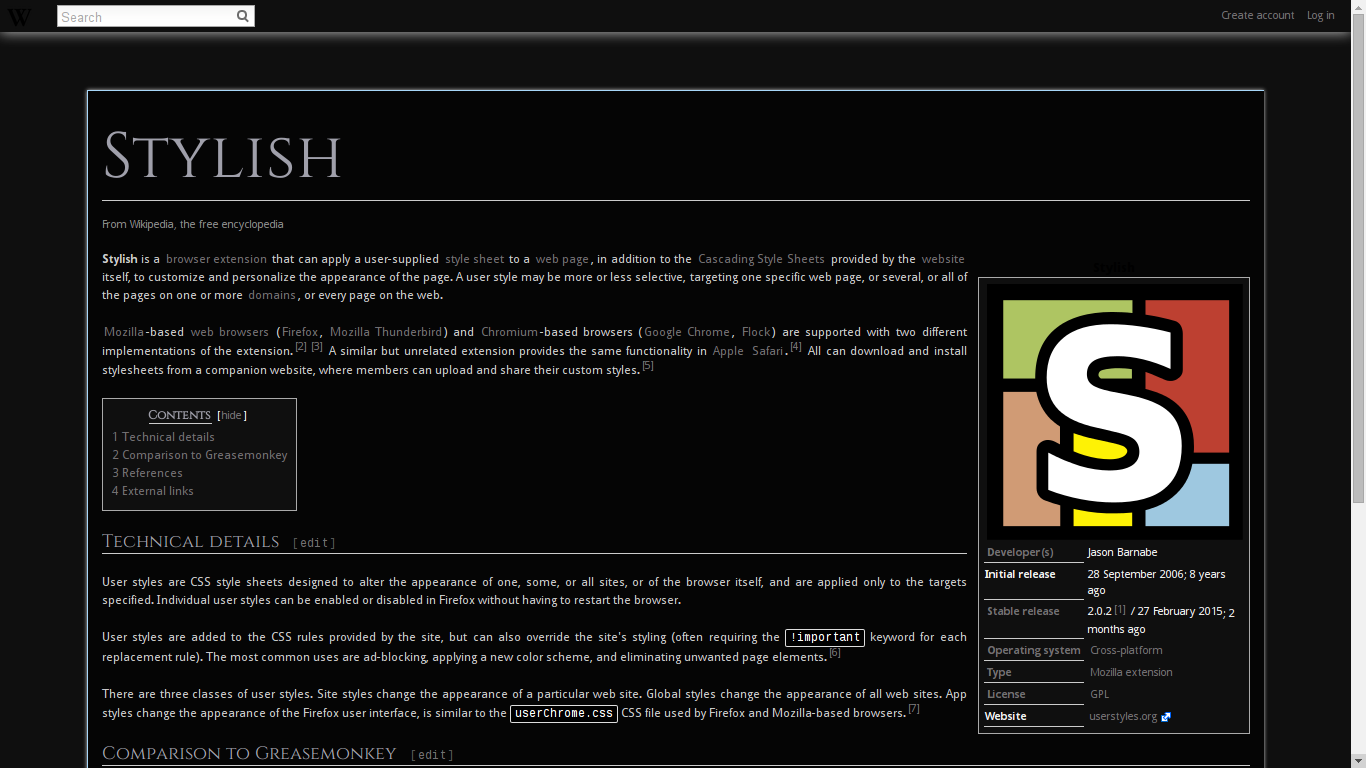 W
Search
Create account Log in
Stylish
From Wikipedia, the free encyclopedia
Stylish is a browser extension that can apply a user-supplied style sheet to a web page, in addition to the Cascading Style Sheets provided by the website
itself, to customize and personalize the appearance of the page. A user style may be more or less selective, targeting one specific web page, or several, or all of
the pages on one or more domains, or every page on the web.
Mozilla-based web browsers (Firefox, Mozilla Thunderbird) and Chromium-based browsers (Google Chrome, Flock) are supported with two different
implementations of the extension.[2] [3] A similar but unrelated extension provides the same functionality in Apple Safari.[4] All can download and install
stylesheets from a companion website, where members can upload and share their custom styles.[5]
Contents [hide]
1 Technical details
2 Comparison to Greasemonkey
3 References
4 External links
Technical details [edit]
User styles are CSS style sheets designed to alter the appearance of one, some, or all sites, or of the browser itself, and are applied only to the targets
specified. Individual user styles can be enabled or disabled in Firefox without having to restart the browser.
User styles are added to the CSS rules provided by the site, but can also override the site's styling (often requiring the !important keyword for each
replacement rule). The most common uses are ad-blocking, applying a new color scheme, and eliminating unwanted page elements.[6]
There are three classes of user styles. Site styles change the appearance of a particular web site. Global styles change the appearance of all web sites. App
styles change the appearance of the Firefox user interface, is similar to the userChrome.css CSS file used by Firefox and Mozilla-based browsers.[7]
Comparison to Greasemonkey [edit]
Stylish
S
Developer(s) Jason Barnabe
Initial release 28 September 2006; 8 years
ago
Stable release 2.0.2 [1] / 27 February 2015; 2
months ago
Operating system Cross-platform
Type Mozilla extension
License GPL
Website userstyles.org